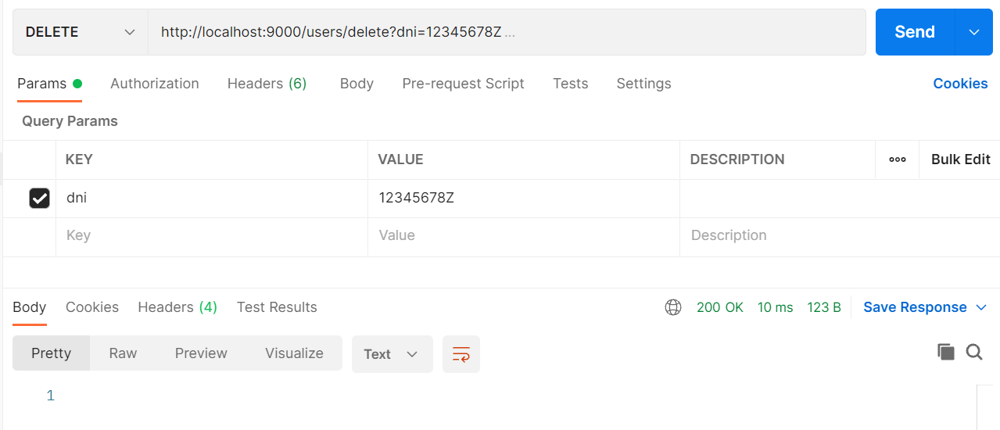 DELETE http://localhost:9000/users/delete?dni=12345678Z ... Send
Params Authorization Headers (6) Body Pre-request Script Tests Settings Cookies
Query Params
KEY VALUE DESCRIPTION ooo Bulk Edit
dni 12345678Z
Key Value Description
Body Cookies Headers (4) Test Results 200 OK 10 ms 123 B Save Response
Pretty Raw Preview Visualize Text
1